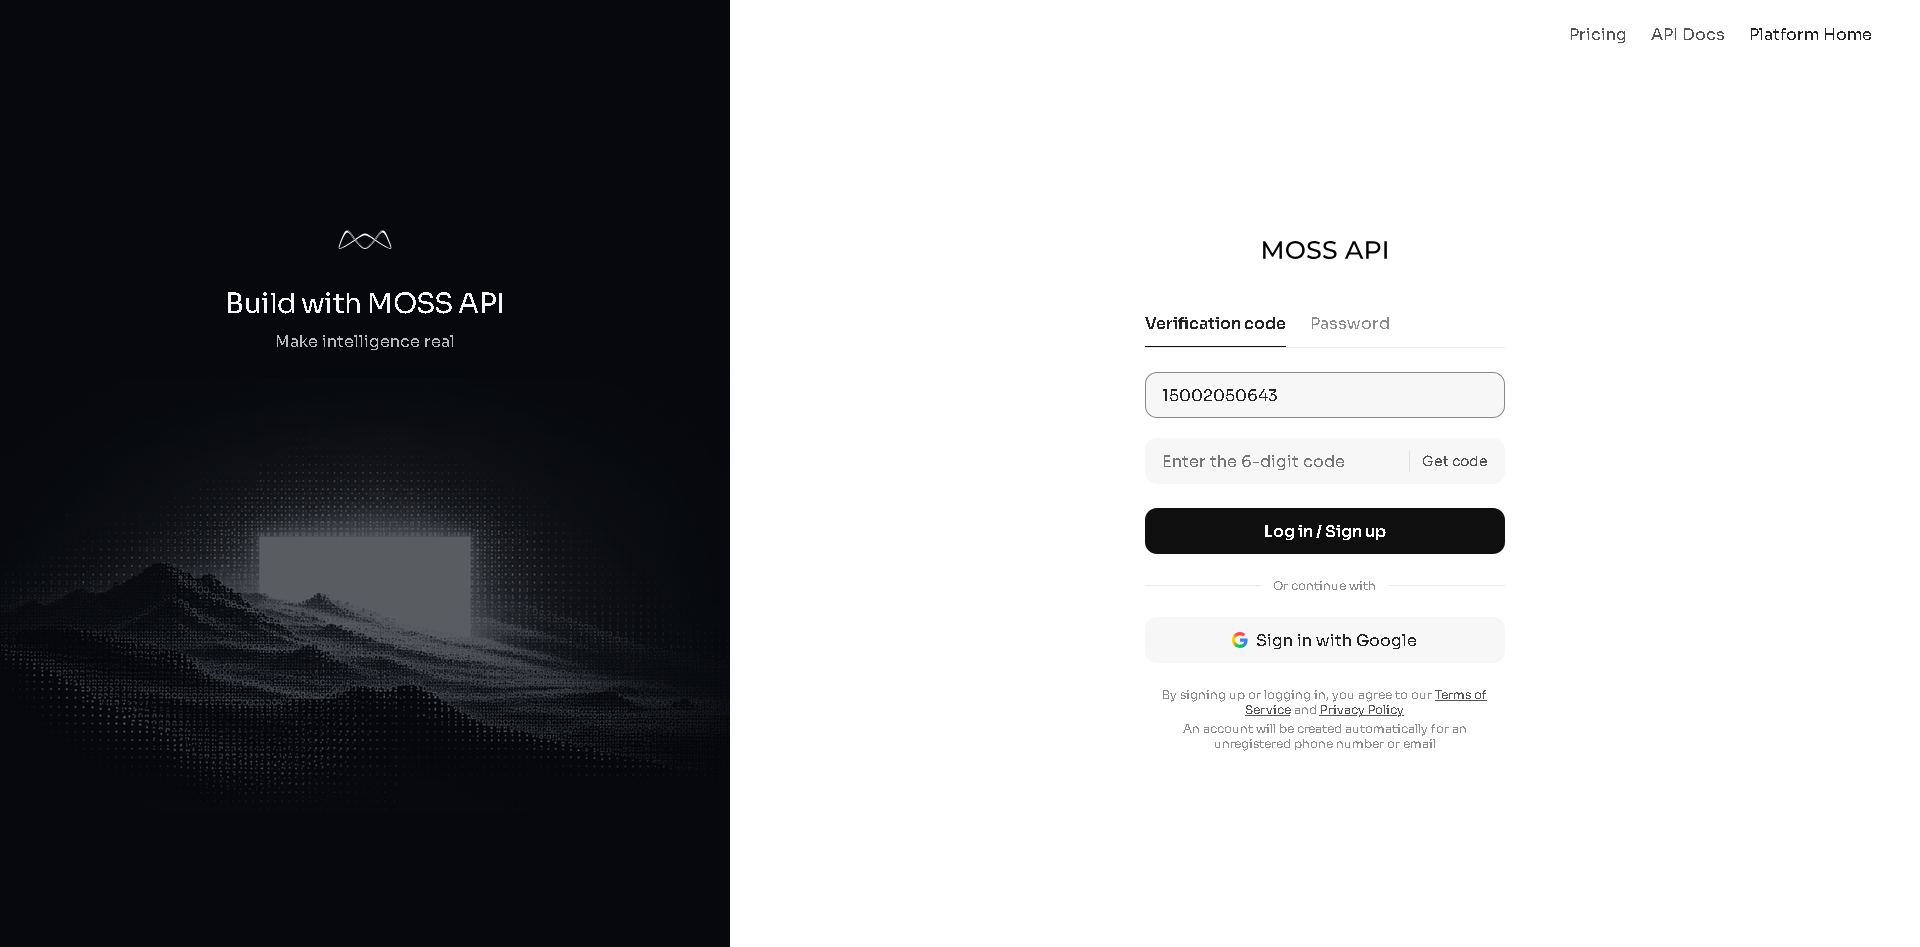 Pricing
API Docs
Platform Home
Build with MOSS API
Make intelligence real
MOSS API
Verification code
Password
15002050643
Enter the 6-digit code
Get code
Log in / Sign up
Or continue with
Sign in with Google
By signing up or logging in, you agree to our Terms of
Service and Privacy Policy
An account will be created automatically for an
unregistered phone number or email